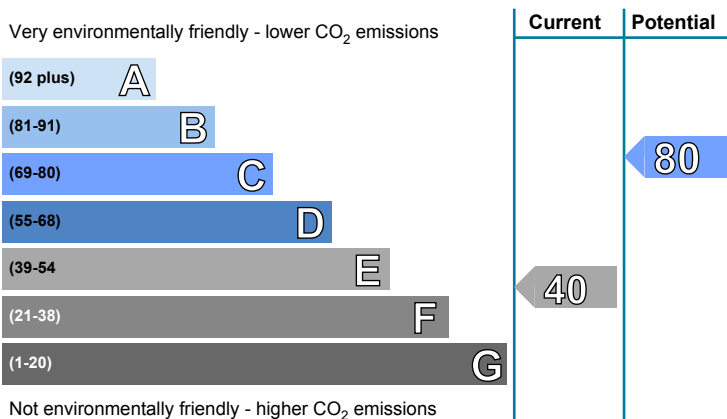 Very environmentally friendly - lower CO2 emissions
Current
Potential
(92 plus) A
(81-91) B
(69-80) C
80
(55-68) D
(39-54 E
40
(21-38) F
(1-20) G
Not environmentally friendly - higher CO2 emissions